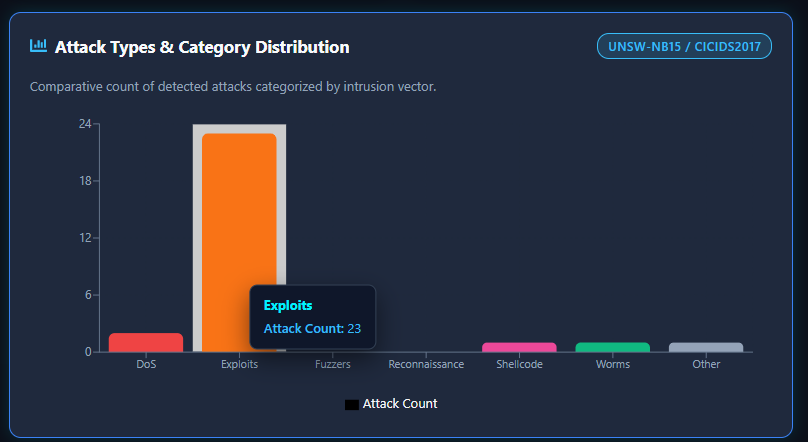 Attack Types & Category Distribution
UNSW-NB15 / CICIDS2017
Comparative count of detected attacks categorized by intrusion vector.
24
18
12
6
0
Exploits
Attack Count: 23
DoS
Exploits
Fuzzers
Reconnaissance
Shellcode
Worms
Other
Attack Count